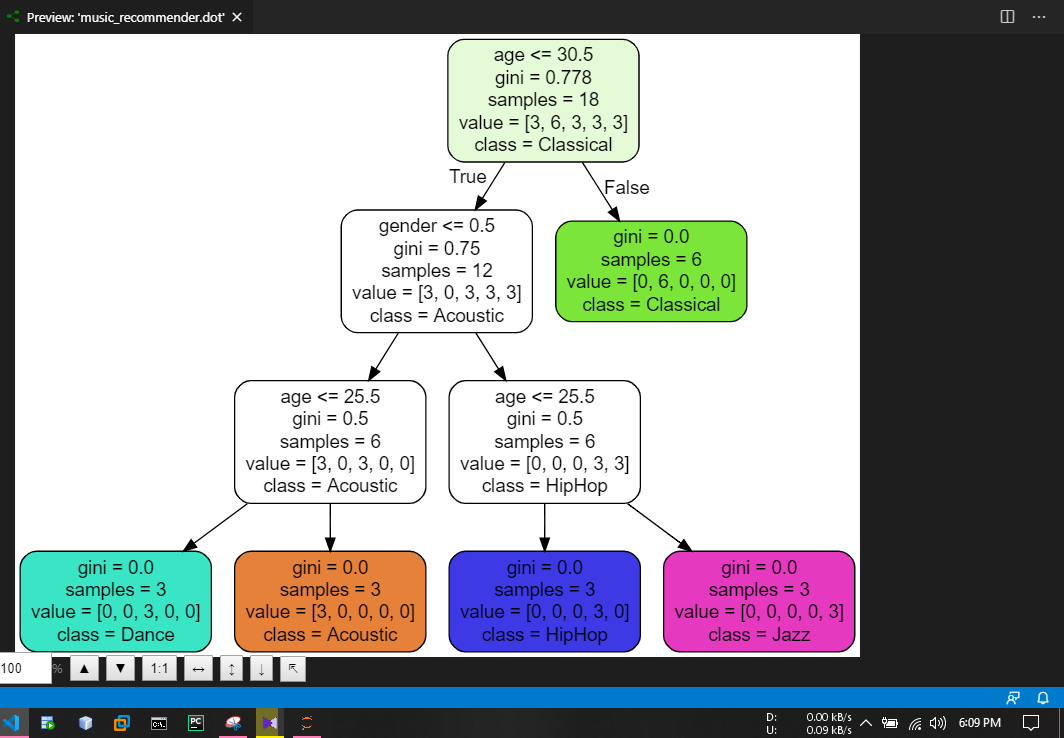 Preview: 'music_recommender.dot'
age <= 30.5
gini = 0.778
samples = 18
value = [3, 6, 3, 3, 3]
class = Classical
True
False
gender <= 0.5
gini = 0.75
samples = 12
value = [3, 0, 3, 3, 3]
class = Acoustic
gini = 0.0
samples = 6
value = [0, 6, 0, 0, 0]
class = Classical
age <= 25.5
gini = 0.5
samples = 6
value = [3, 0, 3, 0, 0]
class = Acoustic
age <= 25.5
gini = 0.5
samples = 6
value = [0, 0, 0, 3, 3]
class = HipHop
gini = 0.0
samples = 3
value = [0, 0, 3, 0, 0]
class = Dance
gini = 0.0
samples = 3
value = [3, 0, 0, 0, 0]
class = Acoustic
gini = 0.0
samples = 3
value = [0, 0, 0, 3, 0]
class = HipHop
gini = 0.0
samples = 3
value = [0, 0, 0, 0, 3]
class = Jazz
100 % 1:1
PC
D: 0.00 kB/s
U: 0.09 kB/s
6:09 PM